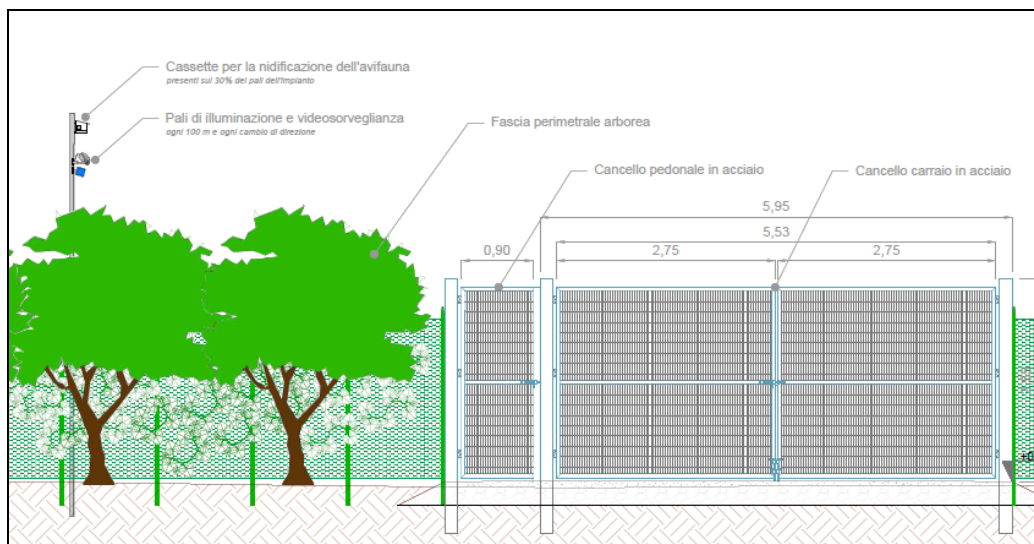 Cassette per la nidificazione dell'avifauna
presenti sul 30% dei pali dell'impianto
Pali di illuminazione e videosorveglianza
ogni 100 m e ogni cambio di direzione
Fascia perimetrale arborea
Cancello pedonale in acciaio
Cancello carraio in acciaio
5,95
5,53
0,90
2,75
2,75